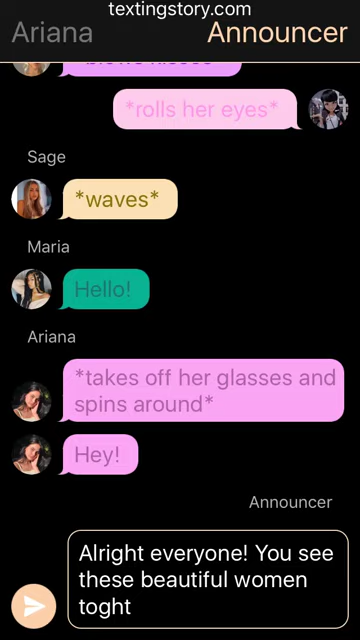 textingstory.com
Ariana
Announcer
*rolls her eyes*
Sage
*waves*
Maria
Hello!
Ariana
*takes off her glasses and
spins around*
Hey!
Announcer
Alright everyone! You see
these beautiful women
toght